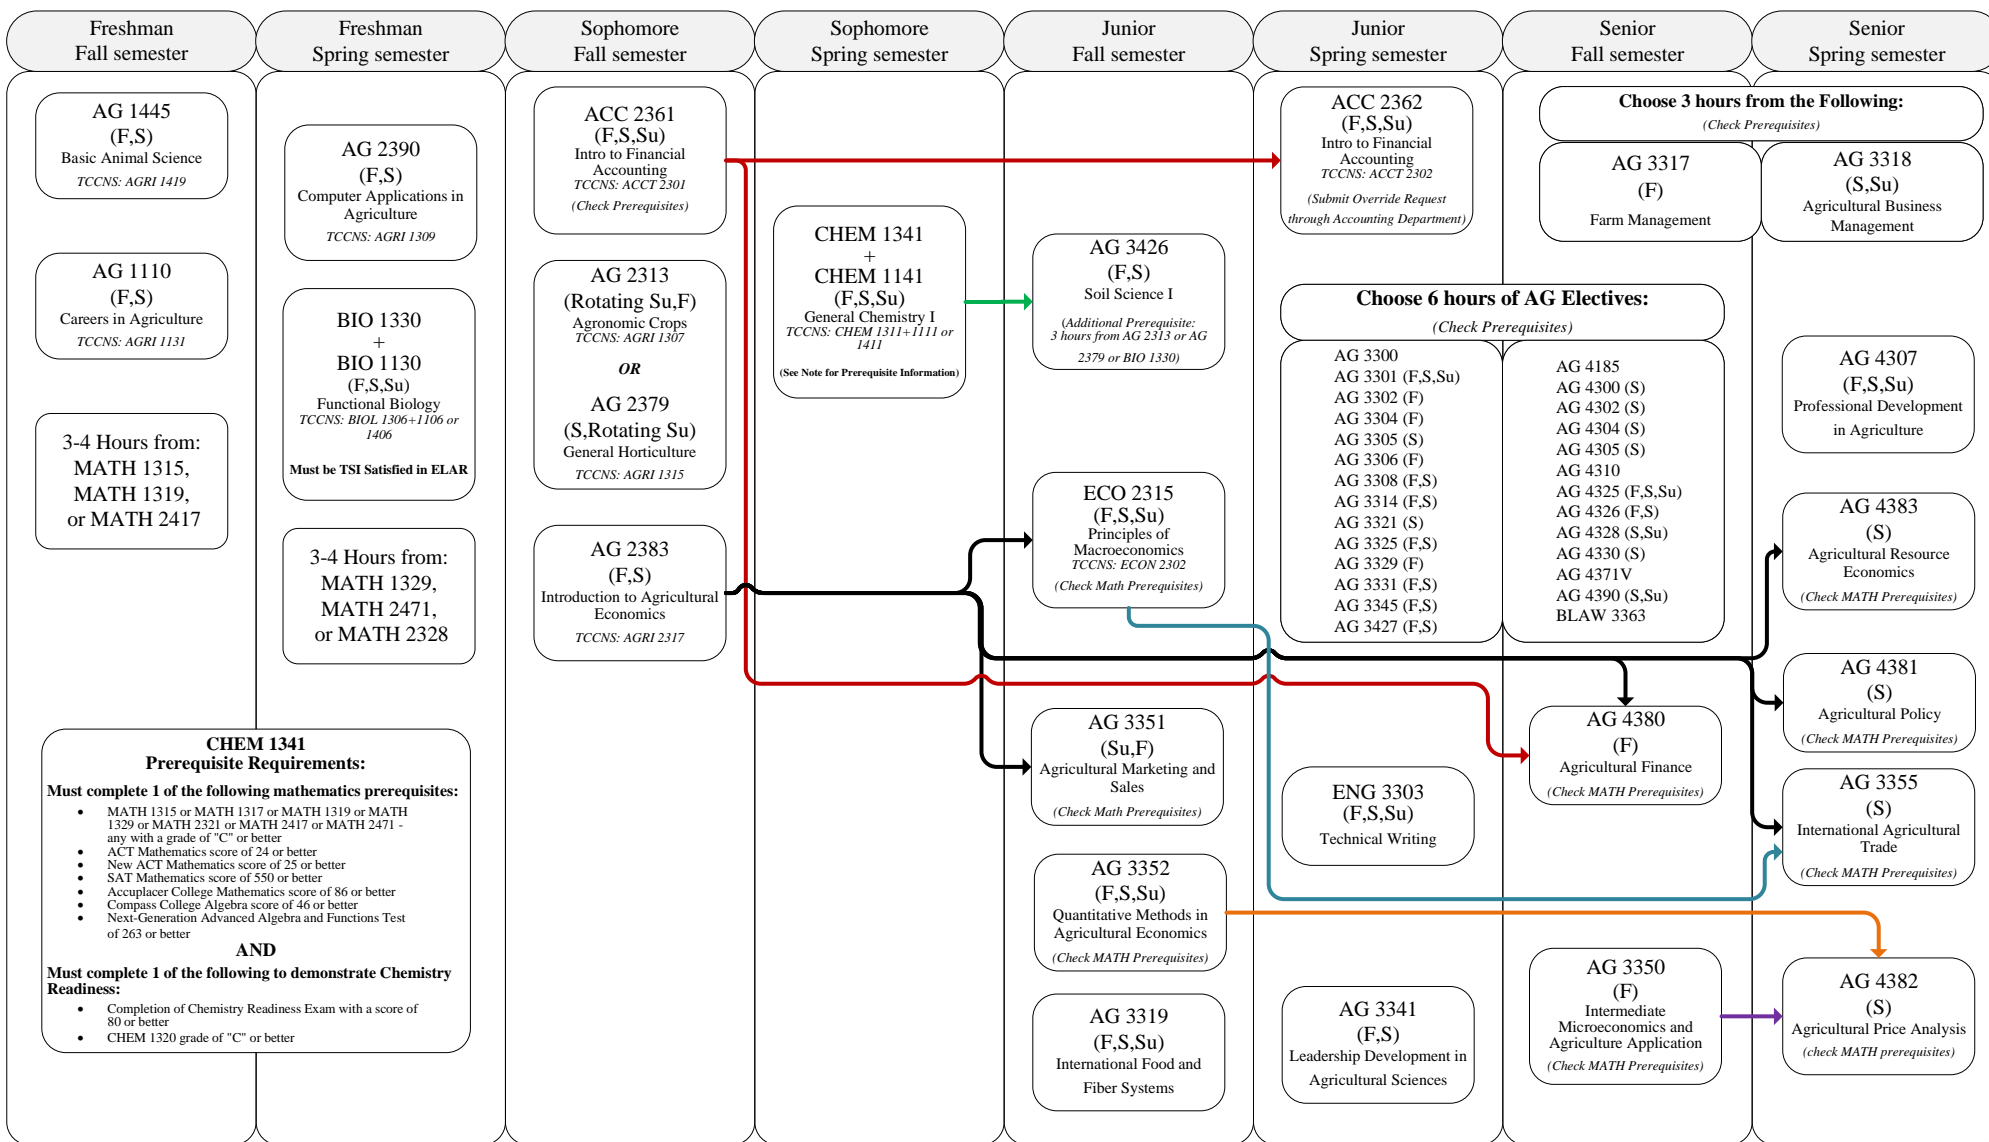 Freshman
Fall semester
Freshman
Spring semester
Sophomore
Fall semester
Sophomore
Spring semester
Junior
Fall semester
Junior
Spring semester
Senior
Fall semester
Senior
Spring semester
AG 1445
(F,S)
Basic Animal Science
TCCNS: AGRI 1419
AG 1110
(F,S)
Careers in Agriculture
TCCNS: AGRI 1131
3-4 Hours from:
MATH 1315,
MATH 1319,
or MATH 2417
AG 2390
(F,S)
Computer Applications in
Agriculture
TCCNS: AGRI 1309
BIO 1330
+
BIO 1130
(F,S,Su)
Functional Biology
TCCNS: BIOL 1306+1106 or
1406
Must be TSI Satisfied in ELAR
3-4 Hours from:
MATH 1329,
MATH 2471,
or MATH 2328
CHEM 1341
Prerequisite Requirements:
Must complete 1 of the following mathematics prerequisites:
• MATH 1315 or MATH 1317 or MATH 1319 or MATH
1329 or MATH 2321 or MATH 2417 or MATH 2471 -
any with a grade of "C" or better
• ACT Mathematics score of 24 or better
• New ACT Mathematics score of 25 or better
• SAT Mathematics score of 550 or better
• Accuplacer College Mathematics score of 86 or better
• Compass College Algebra score of 46 or better
• Next-Generation Advanced Algebra and Functions Test
of 263 or better
AND
Must complete 1 of the following to demonstrate Chemistry
Readiness:
• Completion of Chemistry Readiness Exam with a score of
80 or better
• CHEM 1320 grade of "C" or better
ACC 2361
(F,S,Su)
Intro to Financial
Accounting
TCCNS: ACCT 2301
(Check Prerequisites)
AG 2313
(Rotating Su,F)
Agronomic Crops
TCCNS: AGRI 1307
OR
AG 2379
(S,Rotating Su)
General Horticulture
TCCNS: AGRI 1315
AG 2383
(F,S)
Introduction to Agricultural
Economics
TCCNS: AGRI 2317
CHEM 1341
+
CHEM 1141
(F,S,Su)
General Chemistry I
TCCNS: CHEM 1311+1111 or
1411
(See Note for Prerequisite Information)
AG 3426
(F,S)
Soil Science I
(Additional Prerequisite:
3 hours from AG 2313 or AG
2379 or BIO 1330)
ECO 2315
(F,S,Su)
Principles of
Macroeconomics
TCCNS: ECON 2302
(Check Math Prerequisites)
AG 3351
(Su,F)
Agricultural Marketing and
Sales
(Check Math Prerequisites)
AG 3352
(F,S,Su)
Quantitative Methods in
Agricultural Economics
(Check MATH Prerequisites)
AG 3319
(F,S,Su)
International Food and
Fiber Systems
ACC 2362
(F,S,Su)
Intro to Financial
Accounting
TCCNS: ACCT 2302
(Submit Override Request
through Accounting Department)
Choose 3 hours from the Following:
(Check Prerequisites)
AG 3317
(F)
Farm Management
AG 3318
(S,Su)
Agricultural Business
Management
Choose 6 hours of AG Electives:
(Check Prerequisites)
AG 3300
AG 3301 (F,S,Su)
AG 3302 (F)
AG 3304 (F)
AG 3305 (S)
AG 3306 (F)
AG 3308 (F,S)
AG 3314 (F,S)
AG 3321 (S)
AG 3325 (F,S)
AG 3329 (F)
AG 3331 (F,S)
AG 3345 (F,S)
AG 3427 (F,S)
AG 4185
AG 4300 (S)
AG 4302 (S)
AG 4304 (S)
AG 4305 (S)
AG 4310
AG 4325 (F,S,Su)
AG 4326 (F,S)
AG 4328 (S,Su)
AG 4330 (S)
AG 4371V
AG 4390 (S,Su)
BLAW 3363
ENG 3303
(F,S,Su)
Technical Writing
AG 3341
(F,S)
Leadership Development in
Agricultural Sciences
AG 4380
(F)
Agricultural Finance
(Check MATH Prerequisites)
AG 3350
(F)
Intermediate
Microeconomics and
Agriculture Application
(Check MATH Prerequisites)
AG 4307
(F,S,Su)
Professional Development
in Agriculture
AG 4383
(S)
Agricultural Resource
Economics
(Check MATH Prerequisites)
AG 4381
(S)
Agricultural Policy
(Check MATH Prerequisites)
AG 3355
(S)
International Agricultural
Trade
(Check MATH Prerequisites)
AG 4382
(S)
Agricultural Price Analysis
(check MATH prerequisites)